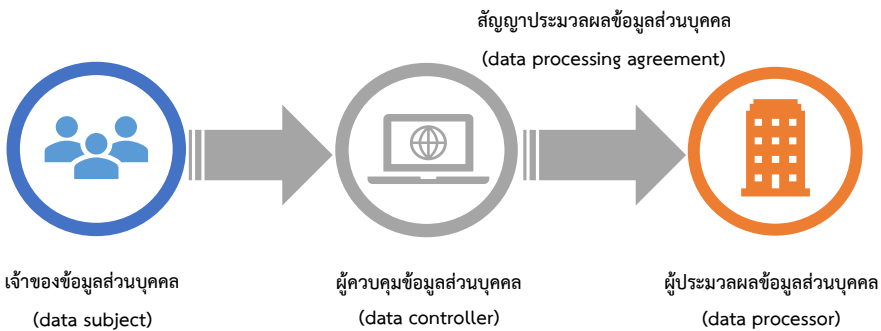 สัญญาประมวลผลข้อมูลส่วนบุคคล
(data processing agreement)
เจ้าของข้อมูลส่วนบุคคล
(data subject)
ผู้ควบคุมข้อมูลส่วนบุคคล
(data controller)
ผู้ประมวลผลข้อมูลส่วนบุคคล
(data processor)